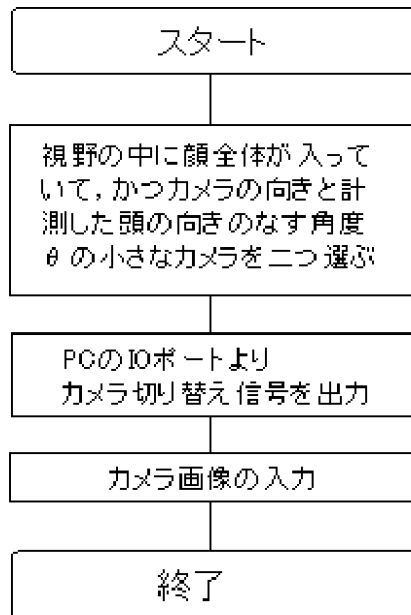 スタート
視野の中に顔全体が入って
いて，かつカメラの向きと計
測した頭の向きのなす角度
θの小さなカメラを二つ選ぶ
PCのIOポートより
カメラ切り替え信号を出力
カメラ画像の入力
終了